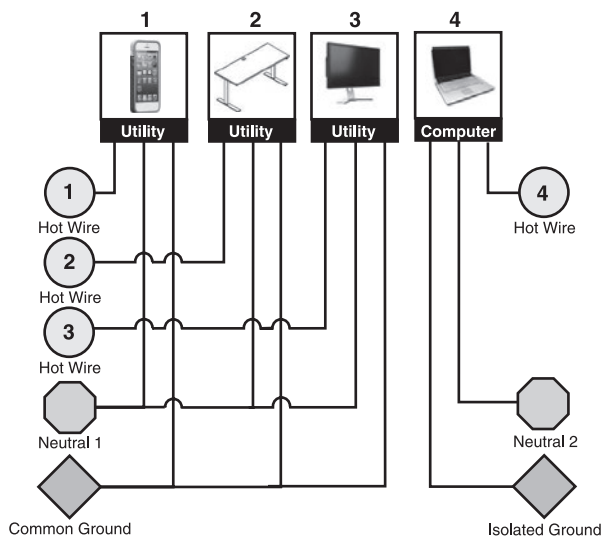 1 2 3 4
Utility Utility Utility Computer
1 4
Hot Wire Hot Wire
2
Hot Wire
3
Hot Wire
Neutral 1 Neutral 2
Common Ground Isolated Ground